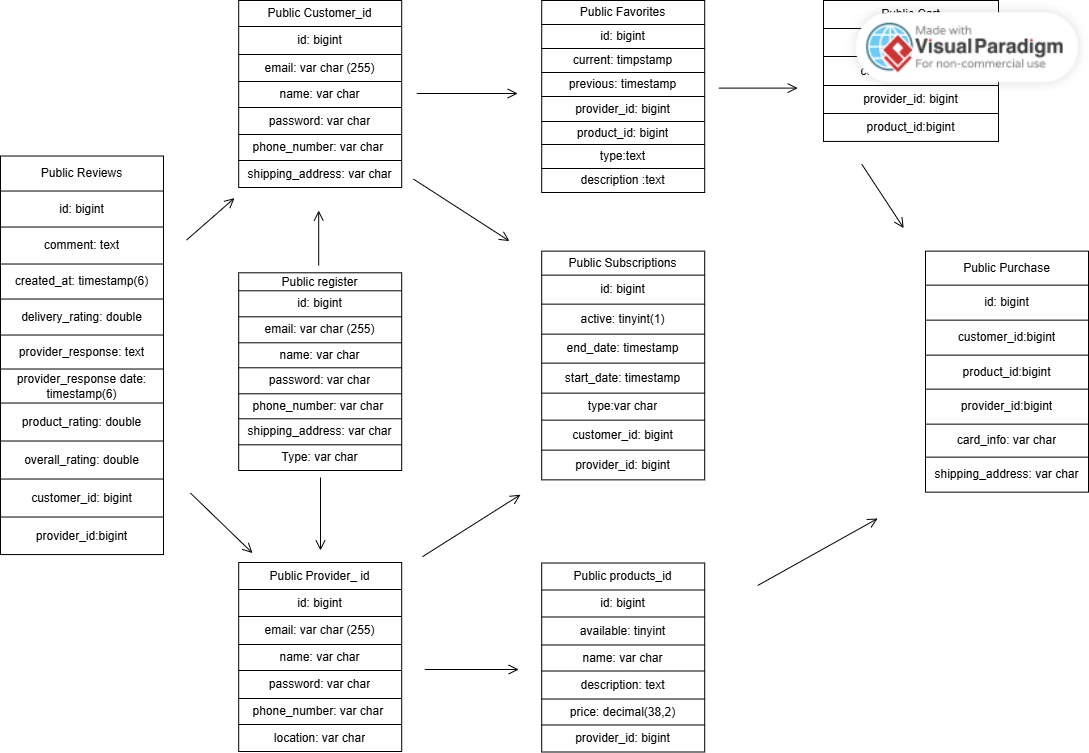 Public Customer_id
id: bigint
email: var char (255)
name: var char
password: var char
phone_number: var char
shipping_address: var char
Public Favorites
id: bigint
current: timpstamp
previous: timestamp
provider_id: bigint
product_id: bigint
type:text
description :text
Public Cart
provider_id: bigint
product_id:bigint
Made with
Visual Paradigm
For non-commercial use
Public Reviews
id: bigint
comment: text
created_at: timestamp(6)
delivery_rating: double
provider_response: text
provider_response date:
timestamp(6)
product_rating: double
overall_rating: double
customer_id: bigint
provider_id:bigint
Public register
id: bigint
email: var char (255)
name: var char
password: var char
phone_number: var char
shipping_address: var char
Type: var char
Public Subscriptions
id: bigint
active: tinyint(1)
end_date: timestamp
start_date: timestamp
type:var char
customer_id: bigint
provider_id: bigint
Public Purchase
id: bigint
customer_id:bigint
product_id:bigint
provider_id:bigint
card_info: var char
shipping_address: var char
Public Provider_ id
id: bigint
email: var char (255)
name: var char
password: var char
phone_number: var char
location: var char
Public products_id
id: bigint
available: tinyint
name: var char
description: text
price: decimal(38,2)
provider_id: bigint